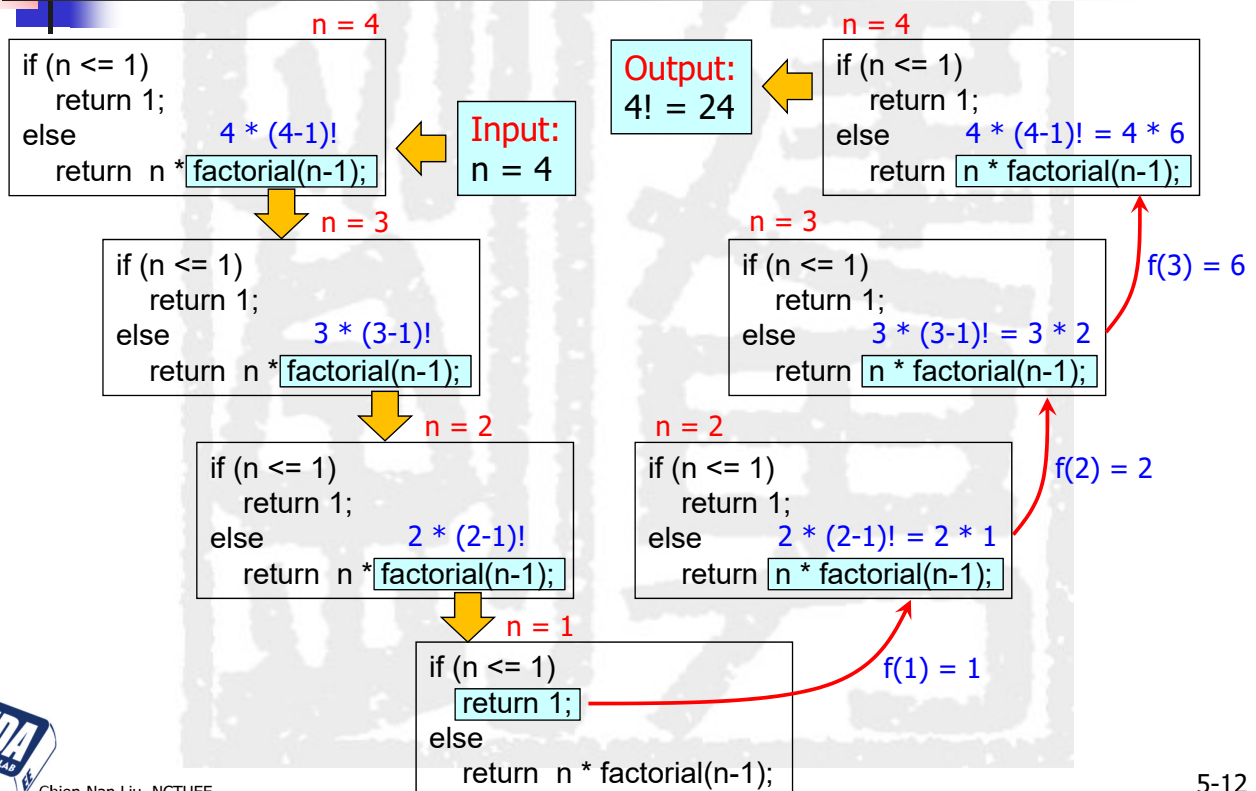 n = 4
if (n <= 1)
return 1;
else 4 * (4-1)!
return n * factorial(n-1);
Input:
n = 4
n = 3
if (n <= 1)
return 1;
else 3 * (3-1)!
return n * factorial(n-1);
n = 2
if (n <= 1)
return 1;
else 2 * (2-1)!
return n * factorial(n-1);
n = 1
if (n <= 1)
return 1;
else
return n * factorial(n-1);
f(1) = 1
n = 2
if (n <= 1)
return 1;
else 2 * (2-1)! = 2 * 1
return n * factorial(n-1);
f(2) = 2
n = 3
if (n <= 1)
return 1;
else 3 * (3-1)! = 3 * 2
return n * factorial(n-1);
f(3) = 6
n = 4
if (n <= 1)
return 1;
else 4 * (4-1)! = 4 * 6
return n * factorial(n-1);
Output:
4! = 24
LAB
EE
5-12